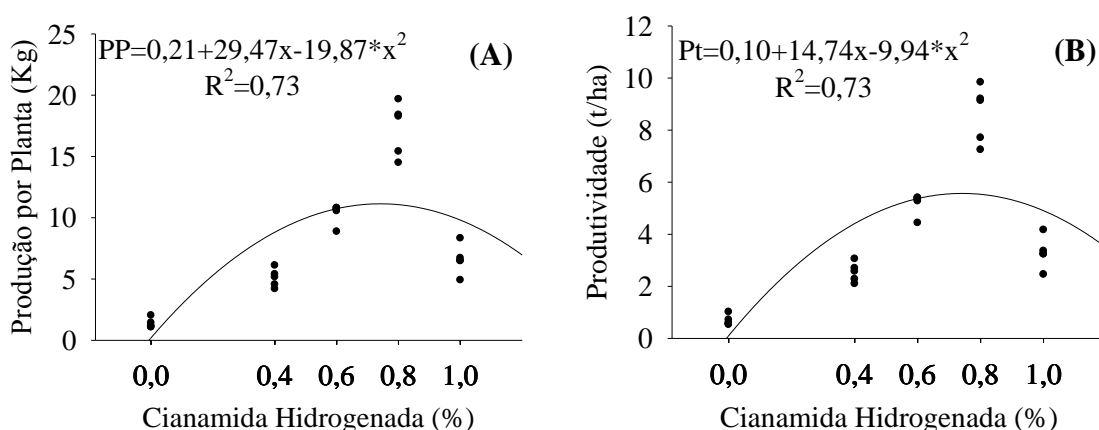 PP=0,21+29,47x-19,87*x²
R²=0,73
(A)
Produção por Planta (Kg)
25
20
15
10
5
0
0,0 0,4 0,6 0,8 1,0
Cianamida Hidrogenada (%)
Pt=0,10+14,74x-9,94*x²
R²=0,73
(B)
Produtividade (t/ha)
12
10
8
6
4
2
0
0,0 0,4 0,6 0,8 1,0
Cianamida Hidrogenada (%)